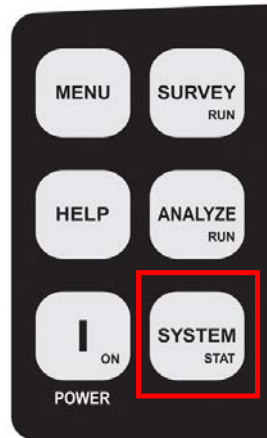 MENU
SURVEY
RUN
HELP
ANALYZE
RUN
I
ON
SYSTEM
STAT
POWER